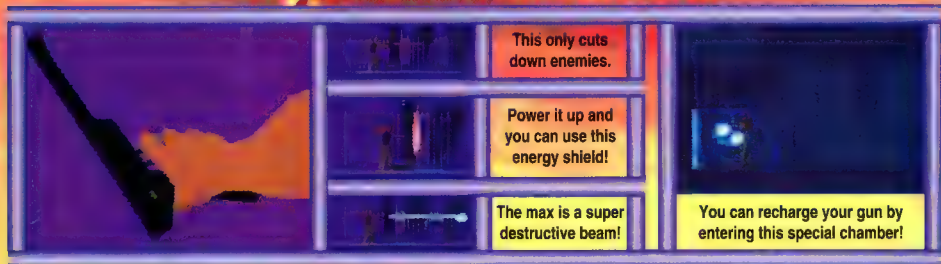 This only cuts
down enemies.
Power it up and
you can use this
energy shield!
The max is a super
destructive beam!
You can recharge your gun by
entering this special chamber!